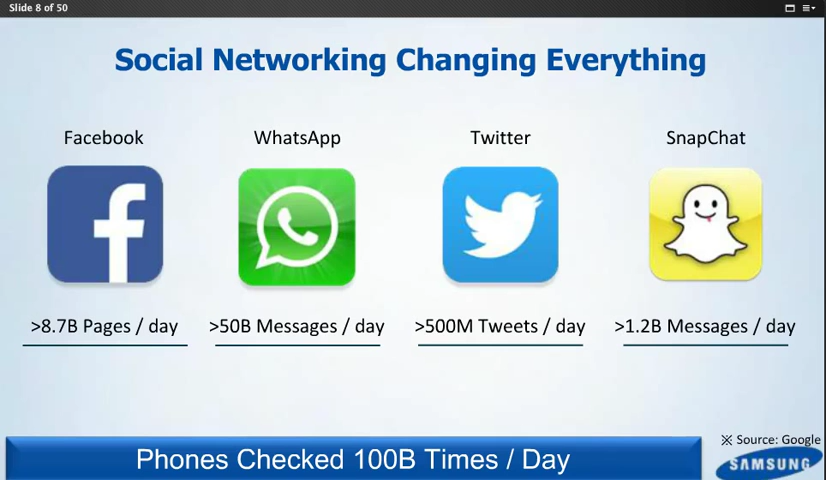 Slide 8 of 50
Social Networking Changing Everything
Facebook
WhatsApp
Twitter
SnapChat
>8.7B Pages / day
>50B Messages / day
>500M Tweets / day
>1.2B Messages / day
※ Source: Google
Phones Checked 100B Times / Day
SAMSUNG